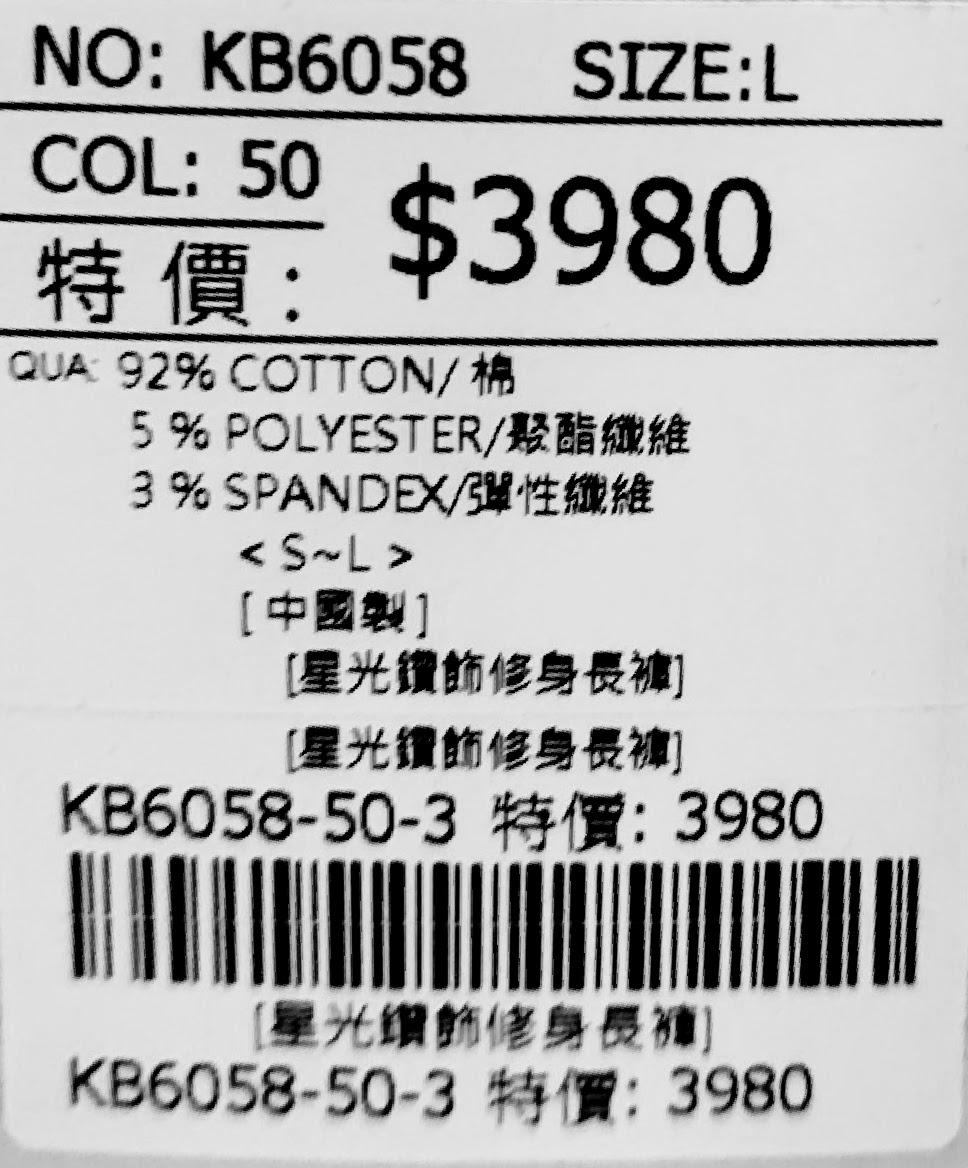 NO: KB6058 SIZE:L
COL: 50
$3980
特價:
QUA: 92% COTTON/棉
5 % POLYESTER/聚酯纖維
3 % SPANDEX/彈性纖維
< S~L >
[中國製]
[星光鑽飾修身長褲]
[星光鑽飾修身長褲]
KB6058-50-3 特價: 3980
[星光鑽飾修身長褲]
KB6058-50-3 特價: 3980